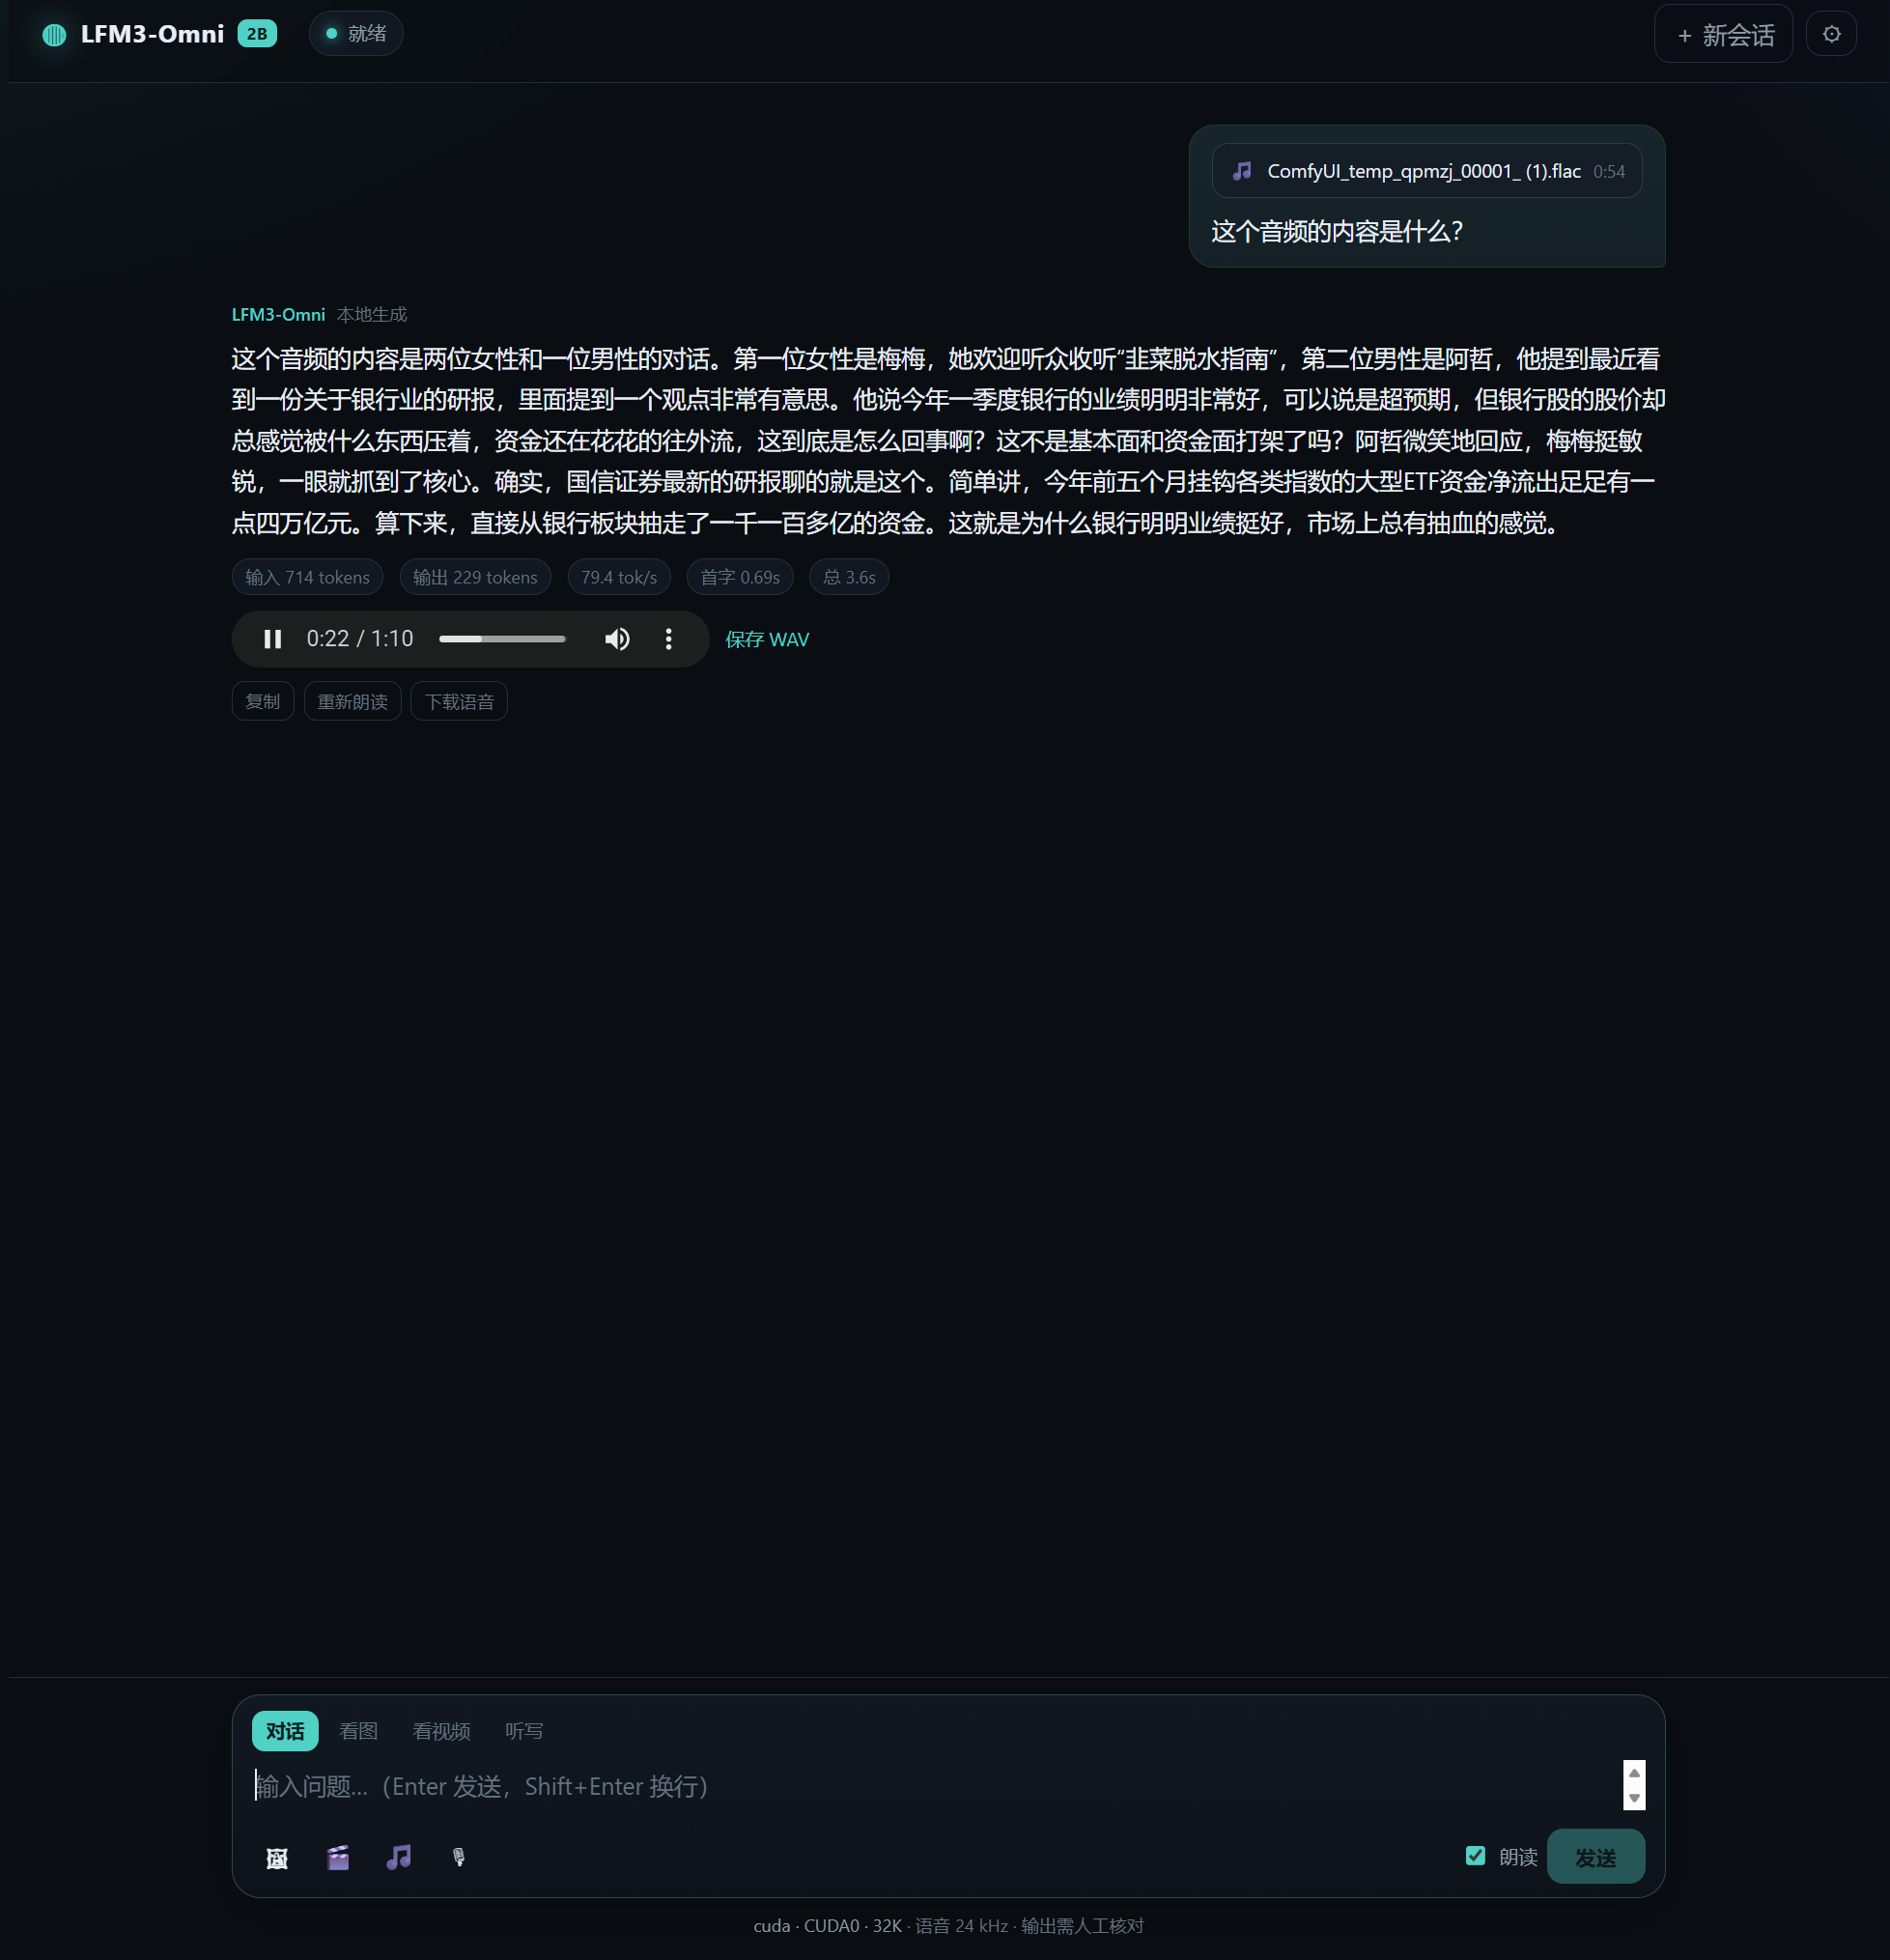 LFM3-Omni 2B 就绪
+ 新会话
ComfyUI_temp_qpmzj_00001_ (1).flac 0:54
这个音频的内容是什么？
LFM3-Omni 本地生成
这个音频的内容是两位女性和一位男性的对话。第一位女性是梅梅，她欢迎听众收听“韭菜脱水指南”，第二位男性是阿哲，他提到最近看
到一份关于银行业的研报，里面提到一个观点非常有意思。他说今年一季度银行的业绩明明非常好，可以说是超预期，但银行股的股价却
总感觉被什么东西压着，资金还在花花的往外流，这到底是怎么回事啊？这不是基本面和资金面打架了吗？阿哲微笑地回应，梅梅挺敏
锐，一眼就抓到了核心。确实，国信证券最新的研报聊的就是这个。简单讲，今年前五个月挂钩各类指数的大型ETF资金净流出足足有一
点四万亿元。算下来，直接从银行板块抽走了一千一百多亿的资金。这就是为什么银行明明业绩挺好，市场上总有抽血的感觉。
输入 714 tokens 输出 229 tokens 79.4 tok/s 首字 0.69s 总 3.6s
0:22 / 1:10 保存 WAV
复制 重新朗读 下载语音
对话 看图 看视频 听写
输入问题…（Enter 发送，Shift+Enter 换行）
朗读 发送
cuda · CUDA0 · 32K · 语音 24 kHz · 输出需人工核对